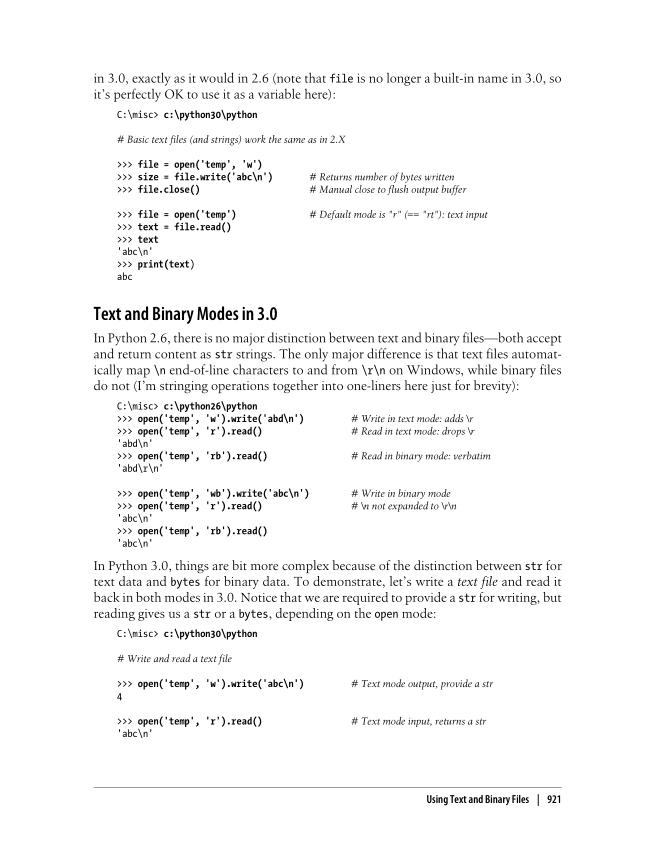 in 3.0, exactly as it would in 2.6 (note that file is no longer a built-in name in 3.0, so
it's perfectly OK to use it as a variable here):
C:\misc> c:\python30\python
# Basic text files (and strings) work the same as in 2.X
>>> file = open('temp', 'w')
>>> size = file.write('abc\n') # Returns number of bytes written
>>> file.close() # Manual close to flush output buffer
>>> file = open('temp') # Default mode is "r" (== "rt"): text input
>>> text = file.read()
>>> text
'abc\n'
>>> print(text)
abc
Text and Binary Modes in 3.0
In Python 2.6, there is no major distinction between text and binary files—both accept
and return content as str strings. The only major difference is that text files automat-
ically map \n end-of-line characters to and from \r\n on Windows, while binary files
do not (I'm stringing operations together into one-liners here just for brevity):
C:\misc> c:\python26\python
>>> open('temp', 'w').write('abd\n') # Write in text mode: adds \r
>>> open('temp', 'r').read() # Read in text mode: drops \r
'abd\n'
>>> open('temp', 'rb').read() # Read in binary mode: verbatim
'abd\r\n'
>>> open('temp', 'wb').write('abc\n') # Write in binary mode
>>> open('temp', 'r').read() # \n not expanded to \r\n
'abc\n'
>>> open('temp', 'rb').read()
'abc\n'
In Python 3.0, things are bit more complex because of the distinction between str for
text data and bytes for binary data. To demonstrate, let's write a text file and read it
back in both modes in 3.0. Notice that we are required to provide a str for writing, but
reading gives us a str or a bytes, depending on the open mode:
C:\misc> c:\python30\python
# Write and read a text file
>>> open('temp', 'w').write('abc\n') # Text mode output, provide a str
4
>>> open('temp', 'r').read() # Text mode input, returns a str
'abc\n'
Using Text and Binary Files | 921